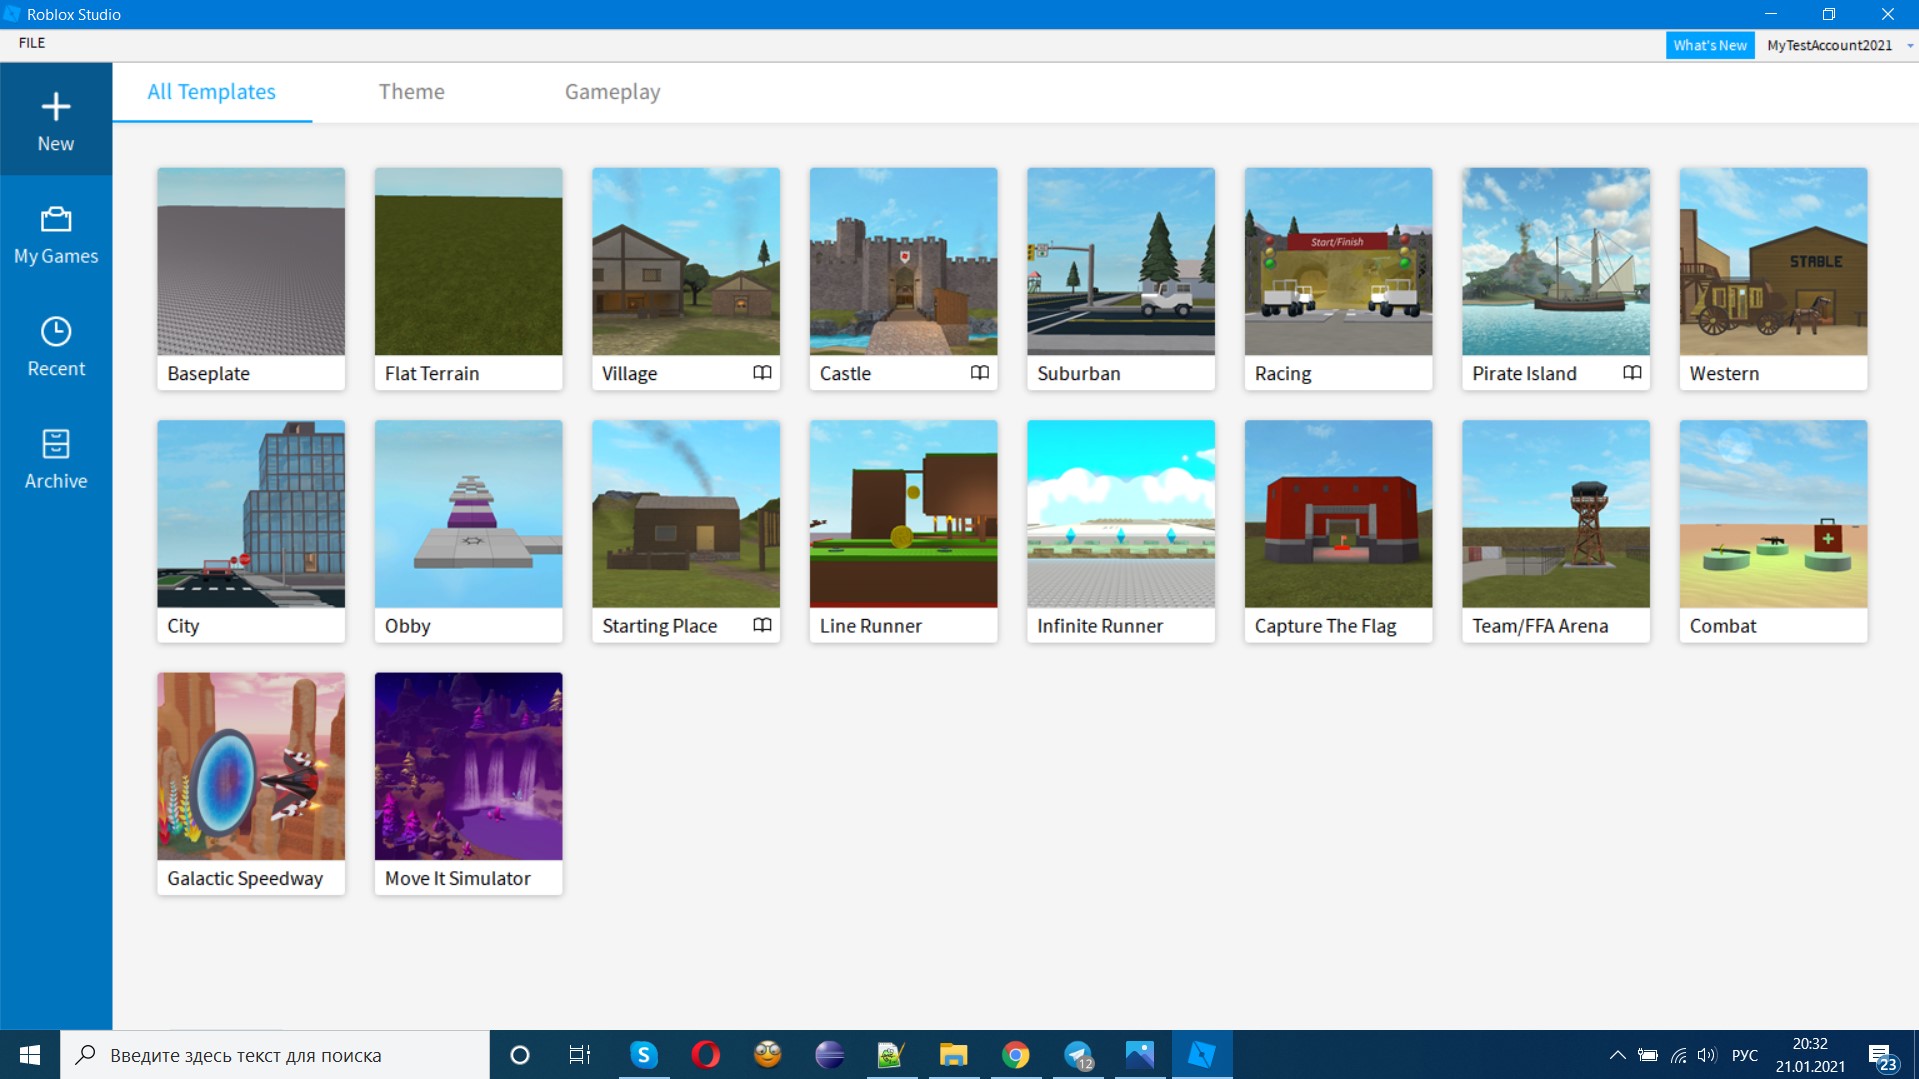 Roblox Studio
FILE
What's New
MyTestAccount2021
New
My Games
Recent
Archive
All Templates
Theme
Gameplay
Start/Finish
STABLE
Baseplate
Flat Terrain
Village
Castle
Suburban
Racing
Pirate Island
Western
City
Obby
Starting Place
Line Runner
Infinite Runner
Capture The Flag
Team/FFA Arena
Combat
Galactic Speedway
Move It Simulator
Введите здесь текст для поиска
12
РУС
20:32
21.01.2021
23